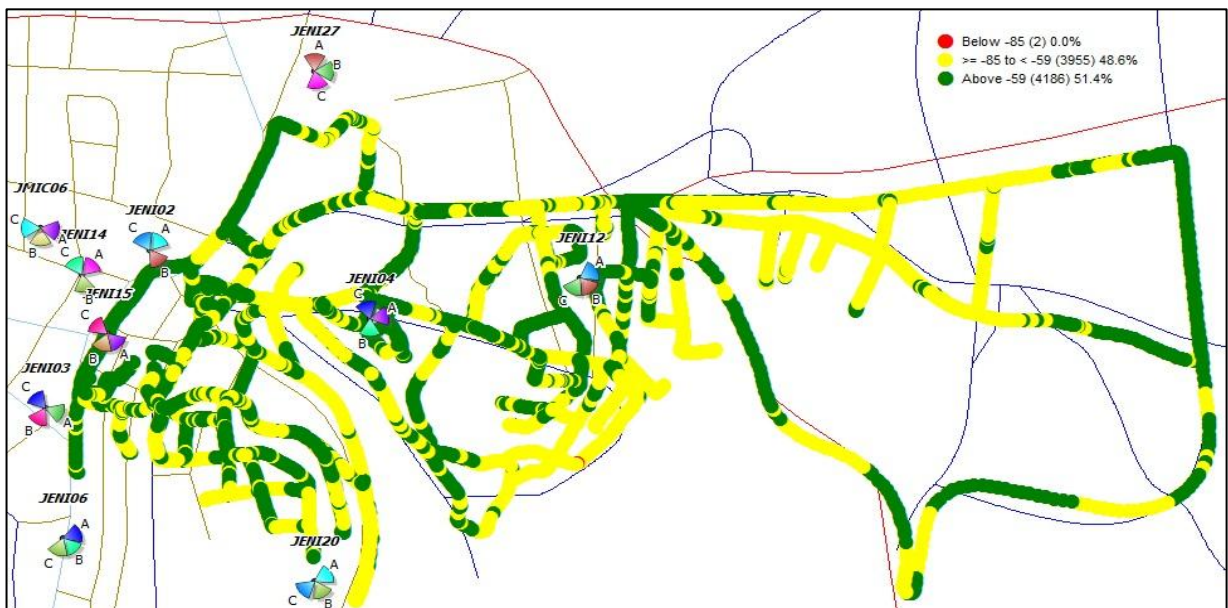 JENI27
A
B
C
Below -85 (2) 0.0%
>= -85 to < -59 (3955) 48.6%
Above -59 (4186) 51.4%
JMIC06
C
A
B
JENI02
C
A
B
JENI14
C
A
B
JENI12
A
C
B
JENI04
C
A
B
JENI15
C
A
B
JENI03
C
A
B
JENI06
A
B
C
JENI20
A
C
B